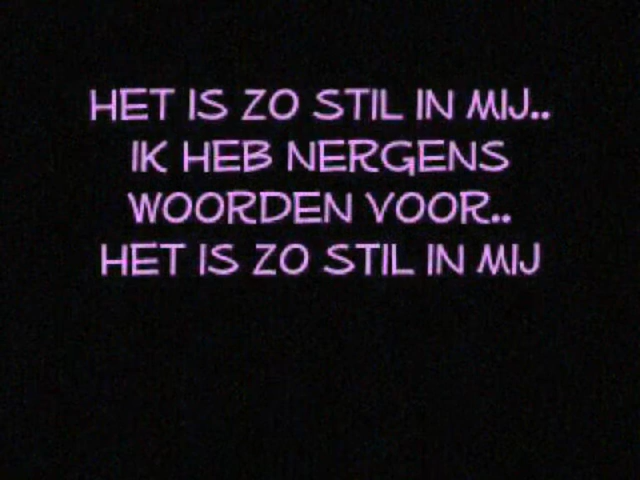 HET IS ZO STIL IN MIJ..
IK HEB NERGENS
WOORDEN VOOR..
HET IS ZO STIL IN MIJ